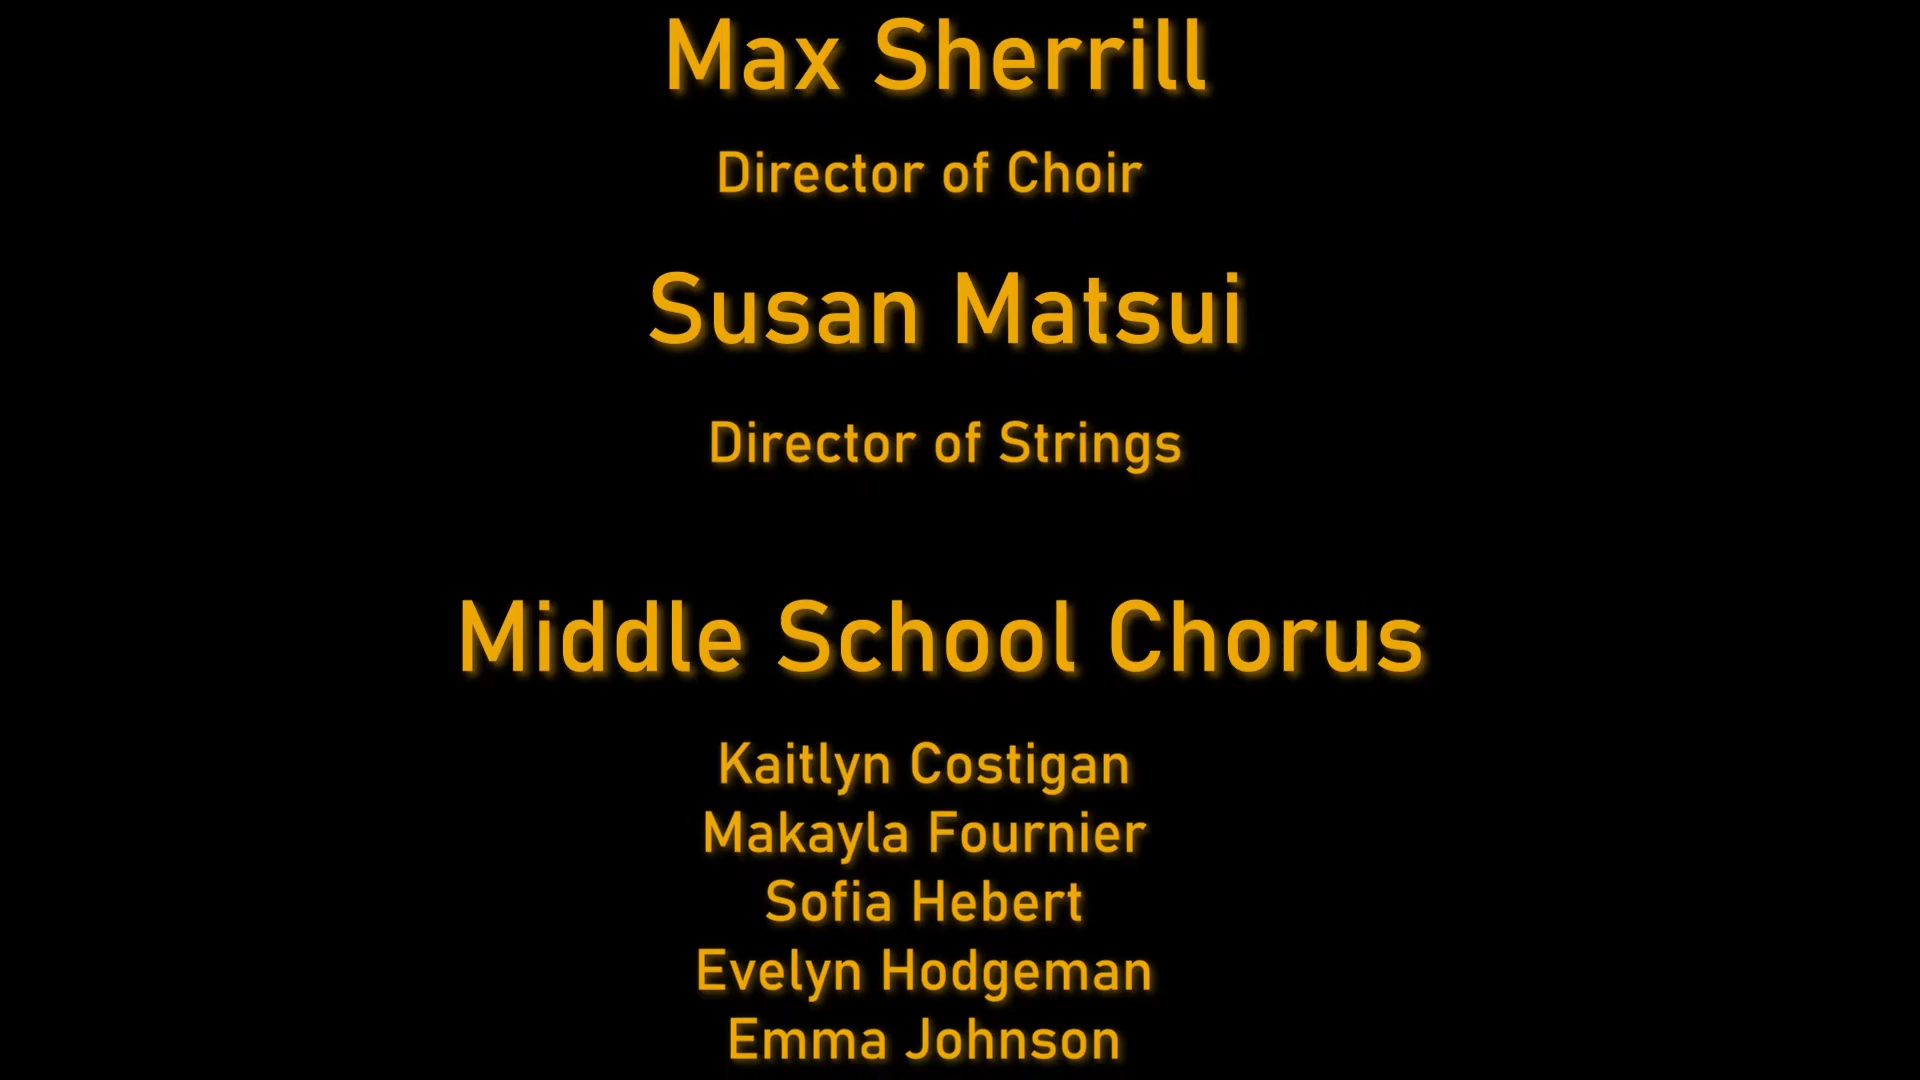 Max Sherrill
Director of Choir
Susan Matsui
Director of Strings
Middle School Chorus
Kaitlyn Costigan
Makayla Fournier
Sofia Hebert
Evelyn Hodgeman
Emma Johnson